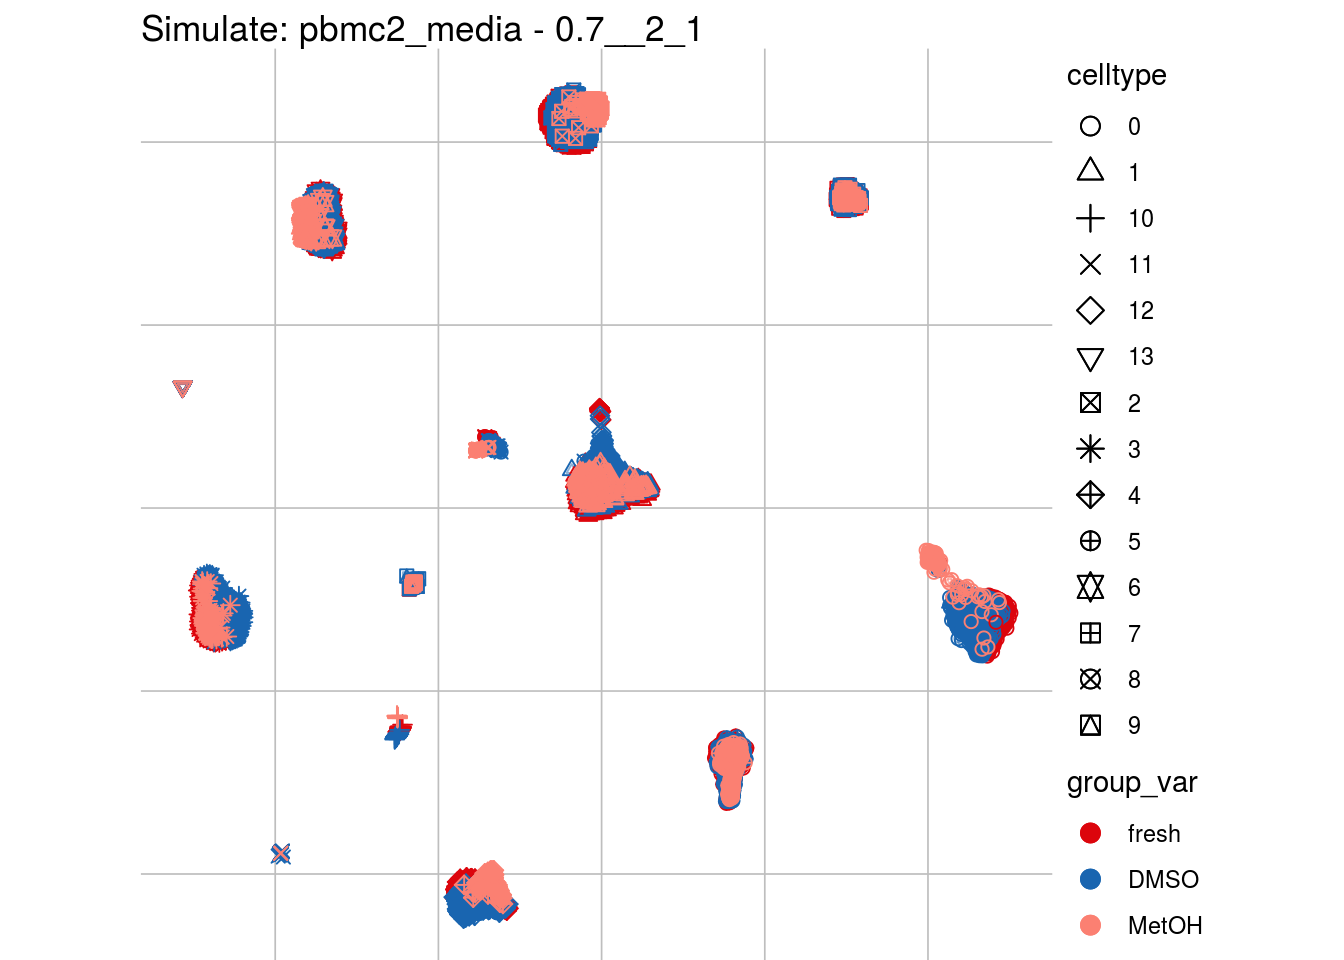 Simulate: pbmc2_media - 0.7__2_1
celltype
0
1
10
11
12
13
2
3
4
5
6
7
8
9
group_var
fresh
DMSO
MetOH